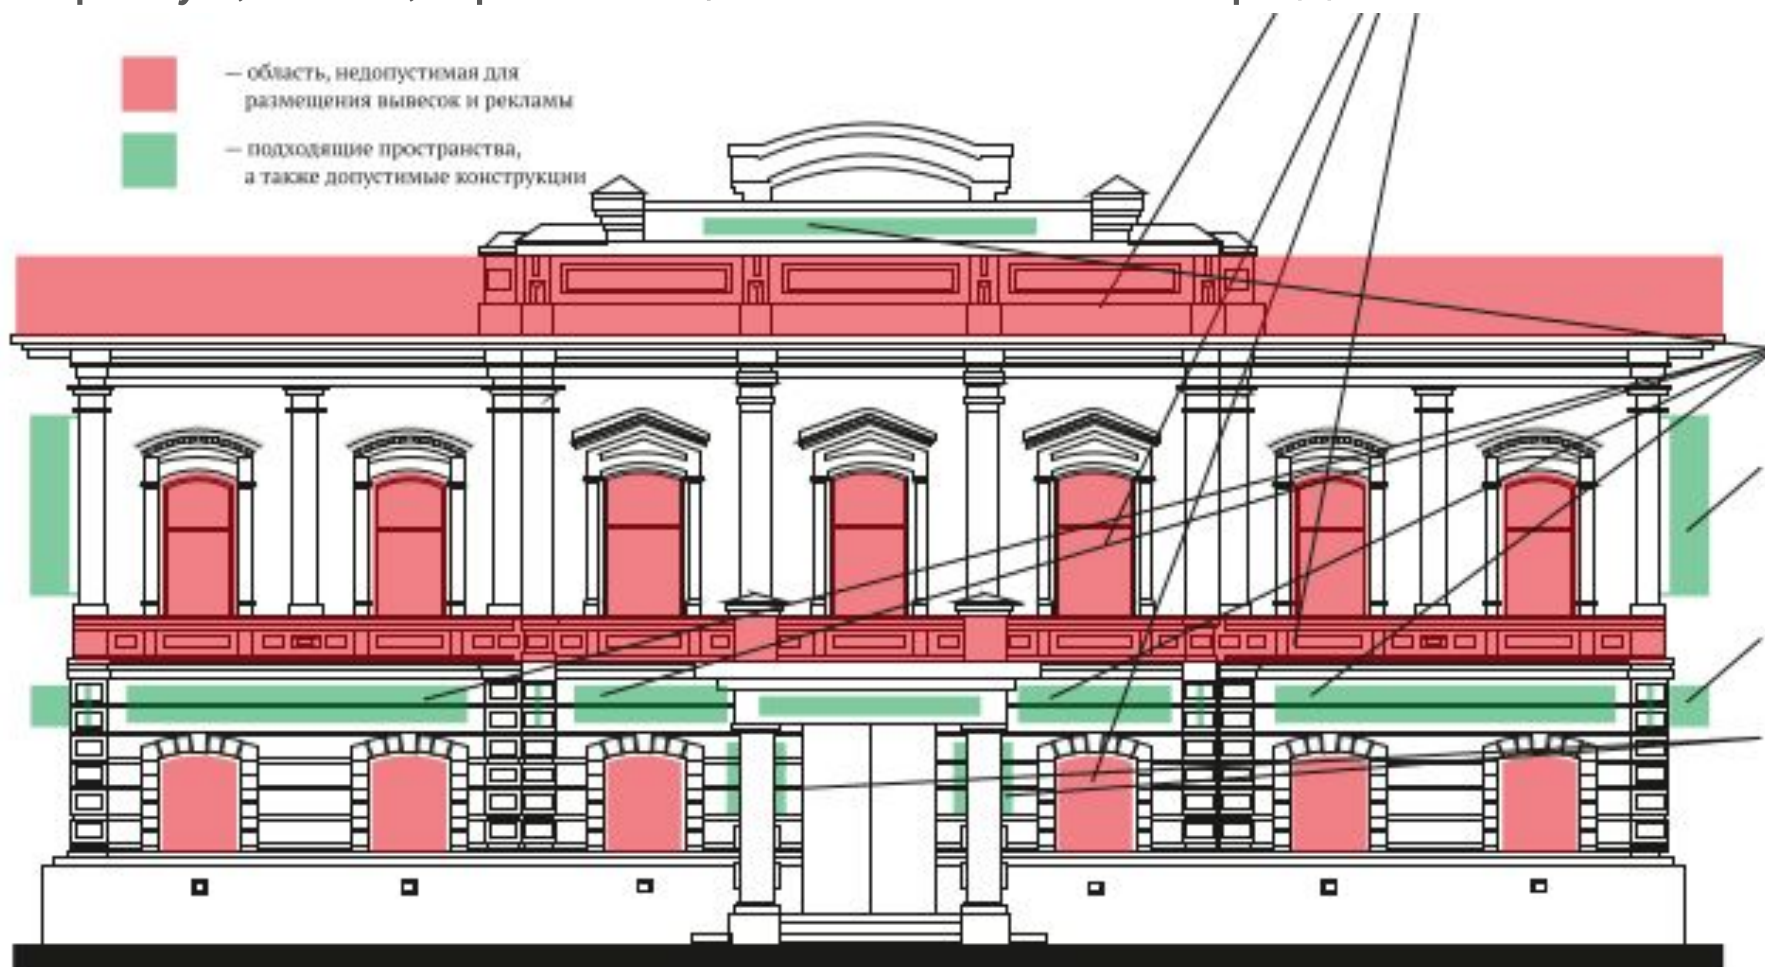 — область, недопустимая для
размещения вывесок и рекламы
— подходящие пространства,
а также допустимые конструкции